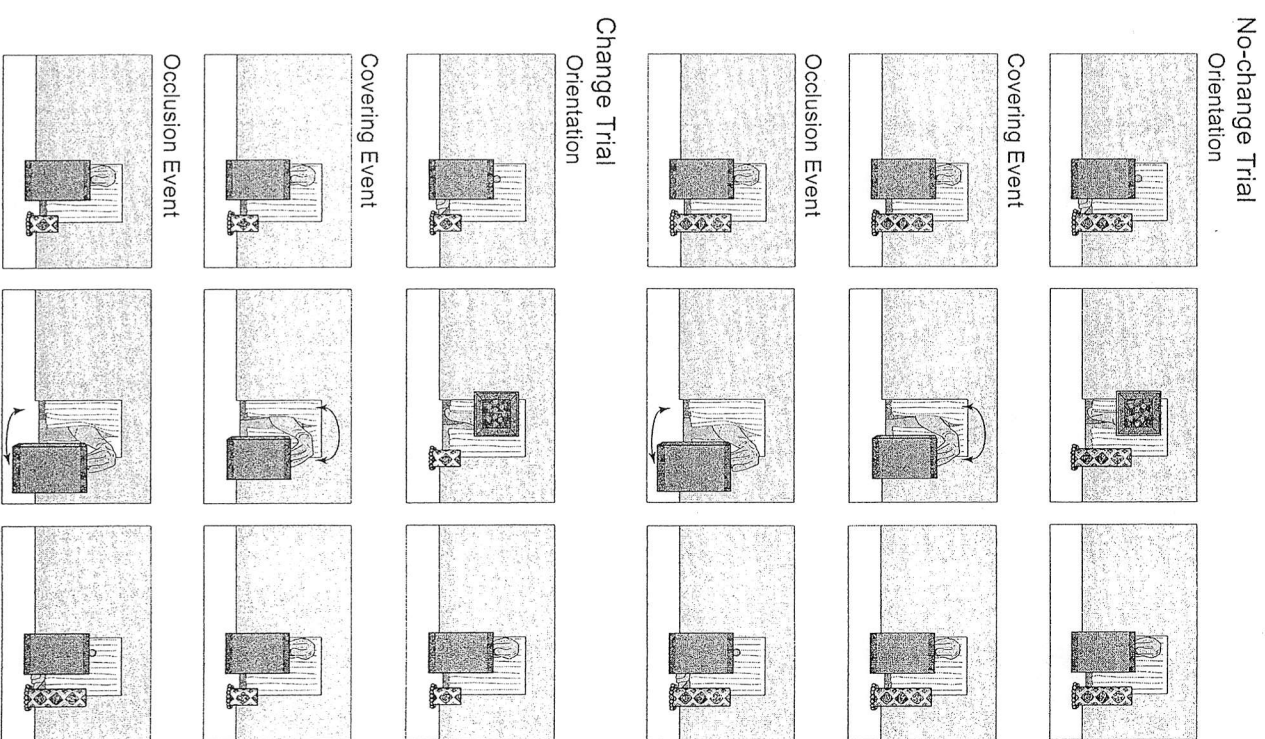 No-change Trial
Orientation
Covering Event
Occlusion Event
Change Trial
Orientation
Covering Event
Occlusion Event